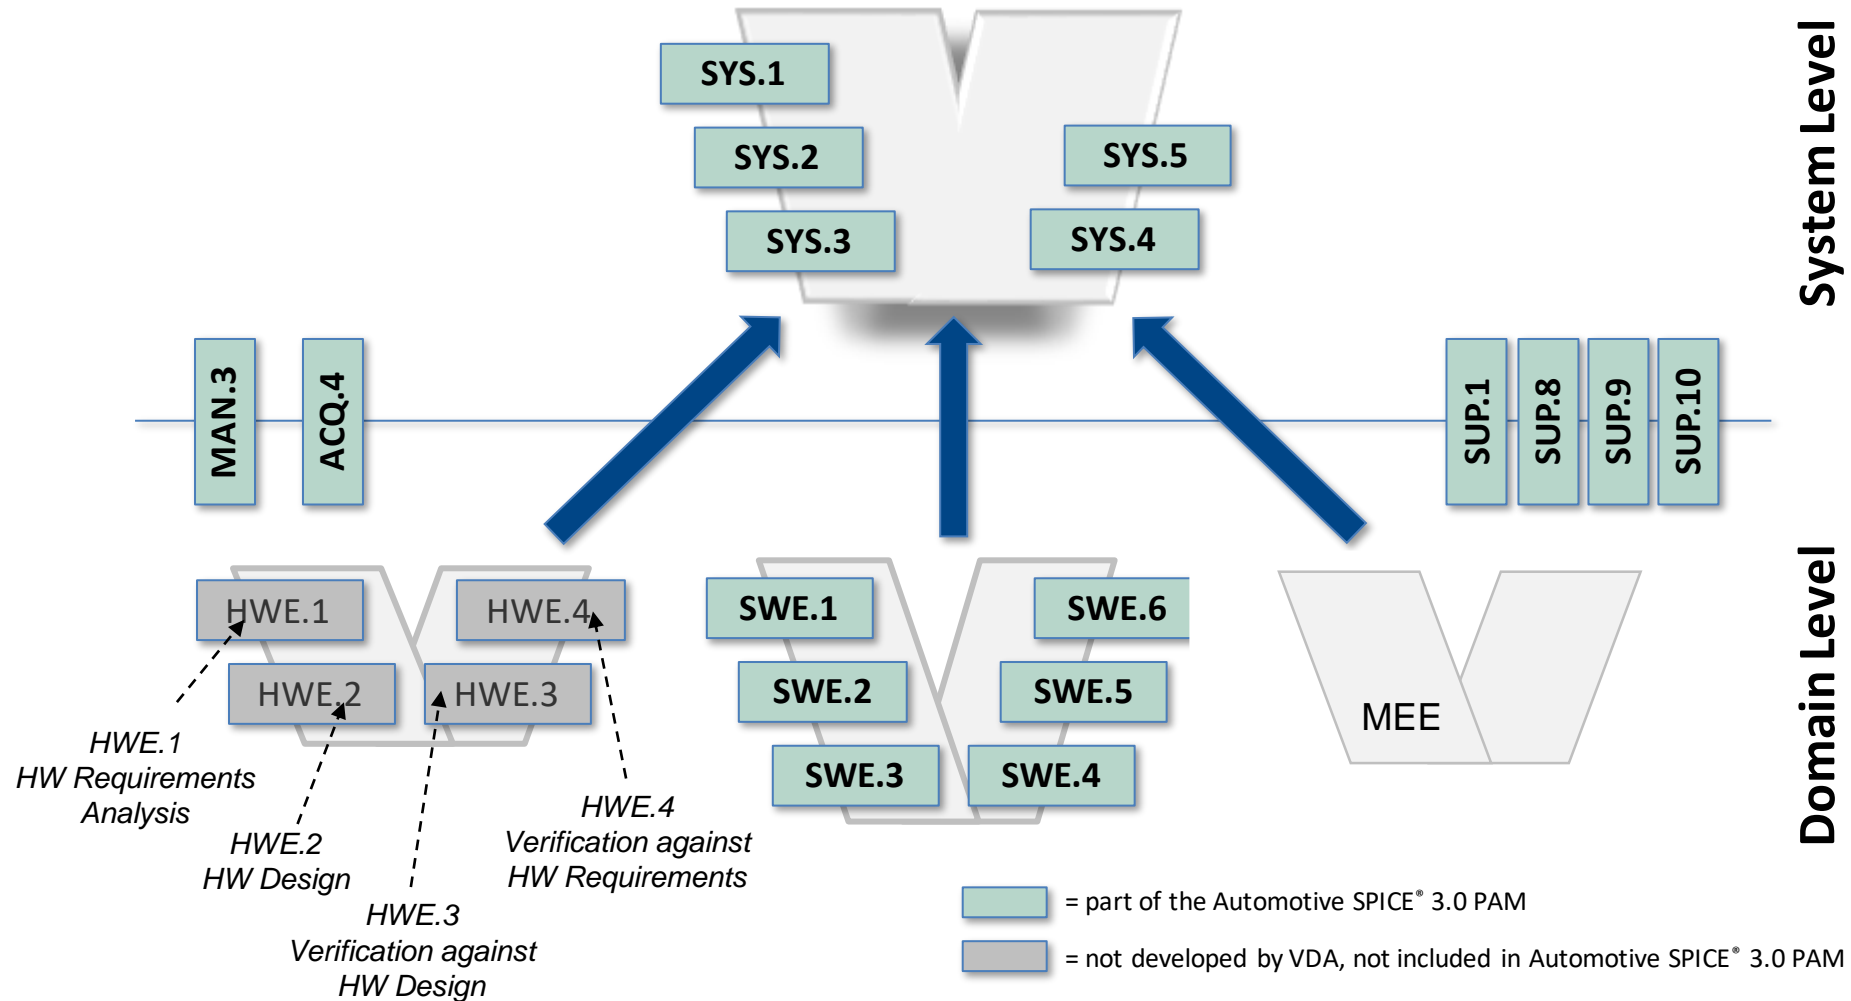 SYS.1
SYS.2
SYS.3
SYS.5
SYS.4
System Level
MAN.3
ACQ.4
SUP.1
SUP.8
SUP.9
SUP.10
HWE.1
HWE.2
HWE.4
HWE.3
SWE.1
SWE.2
SWE.3
SWE.6
SWE.5
SWE.4
MEE
Domain Level
HWE.1
HW Requirements
Analysis
HWE.2
HW Design
HWE.3
Verification against
HW Design
HWE.4
Verification against
HW Requirements
= part of the Automotive SPICE® 3.0 PAM
= not developed by VDA, not included in Automotive SPICE® 3.0 PAM